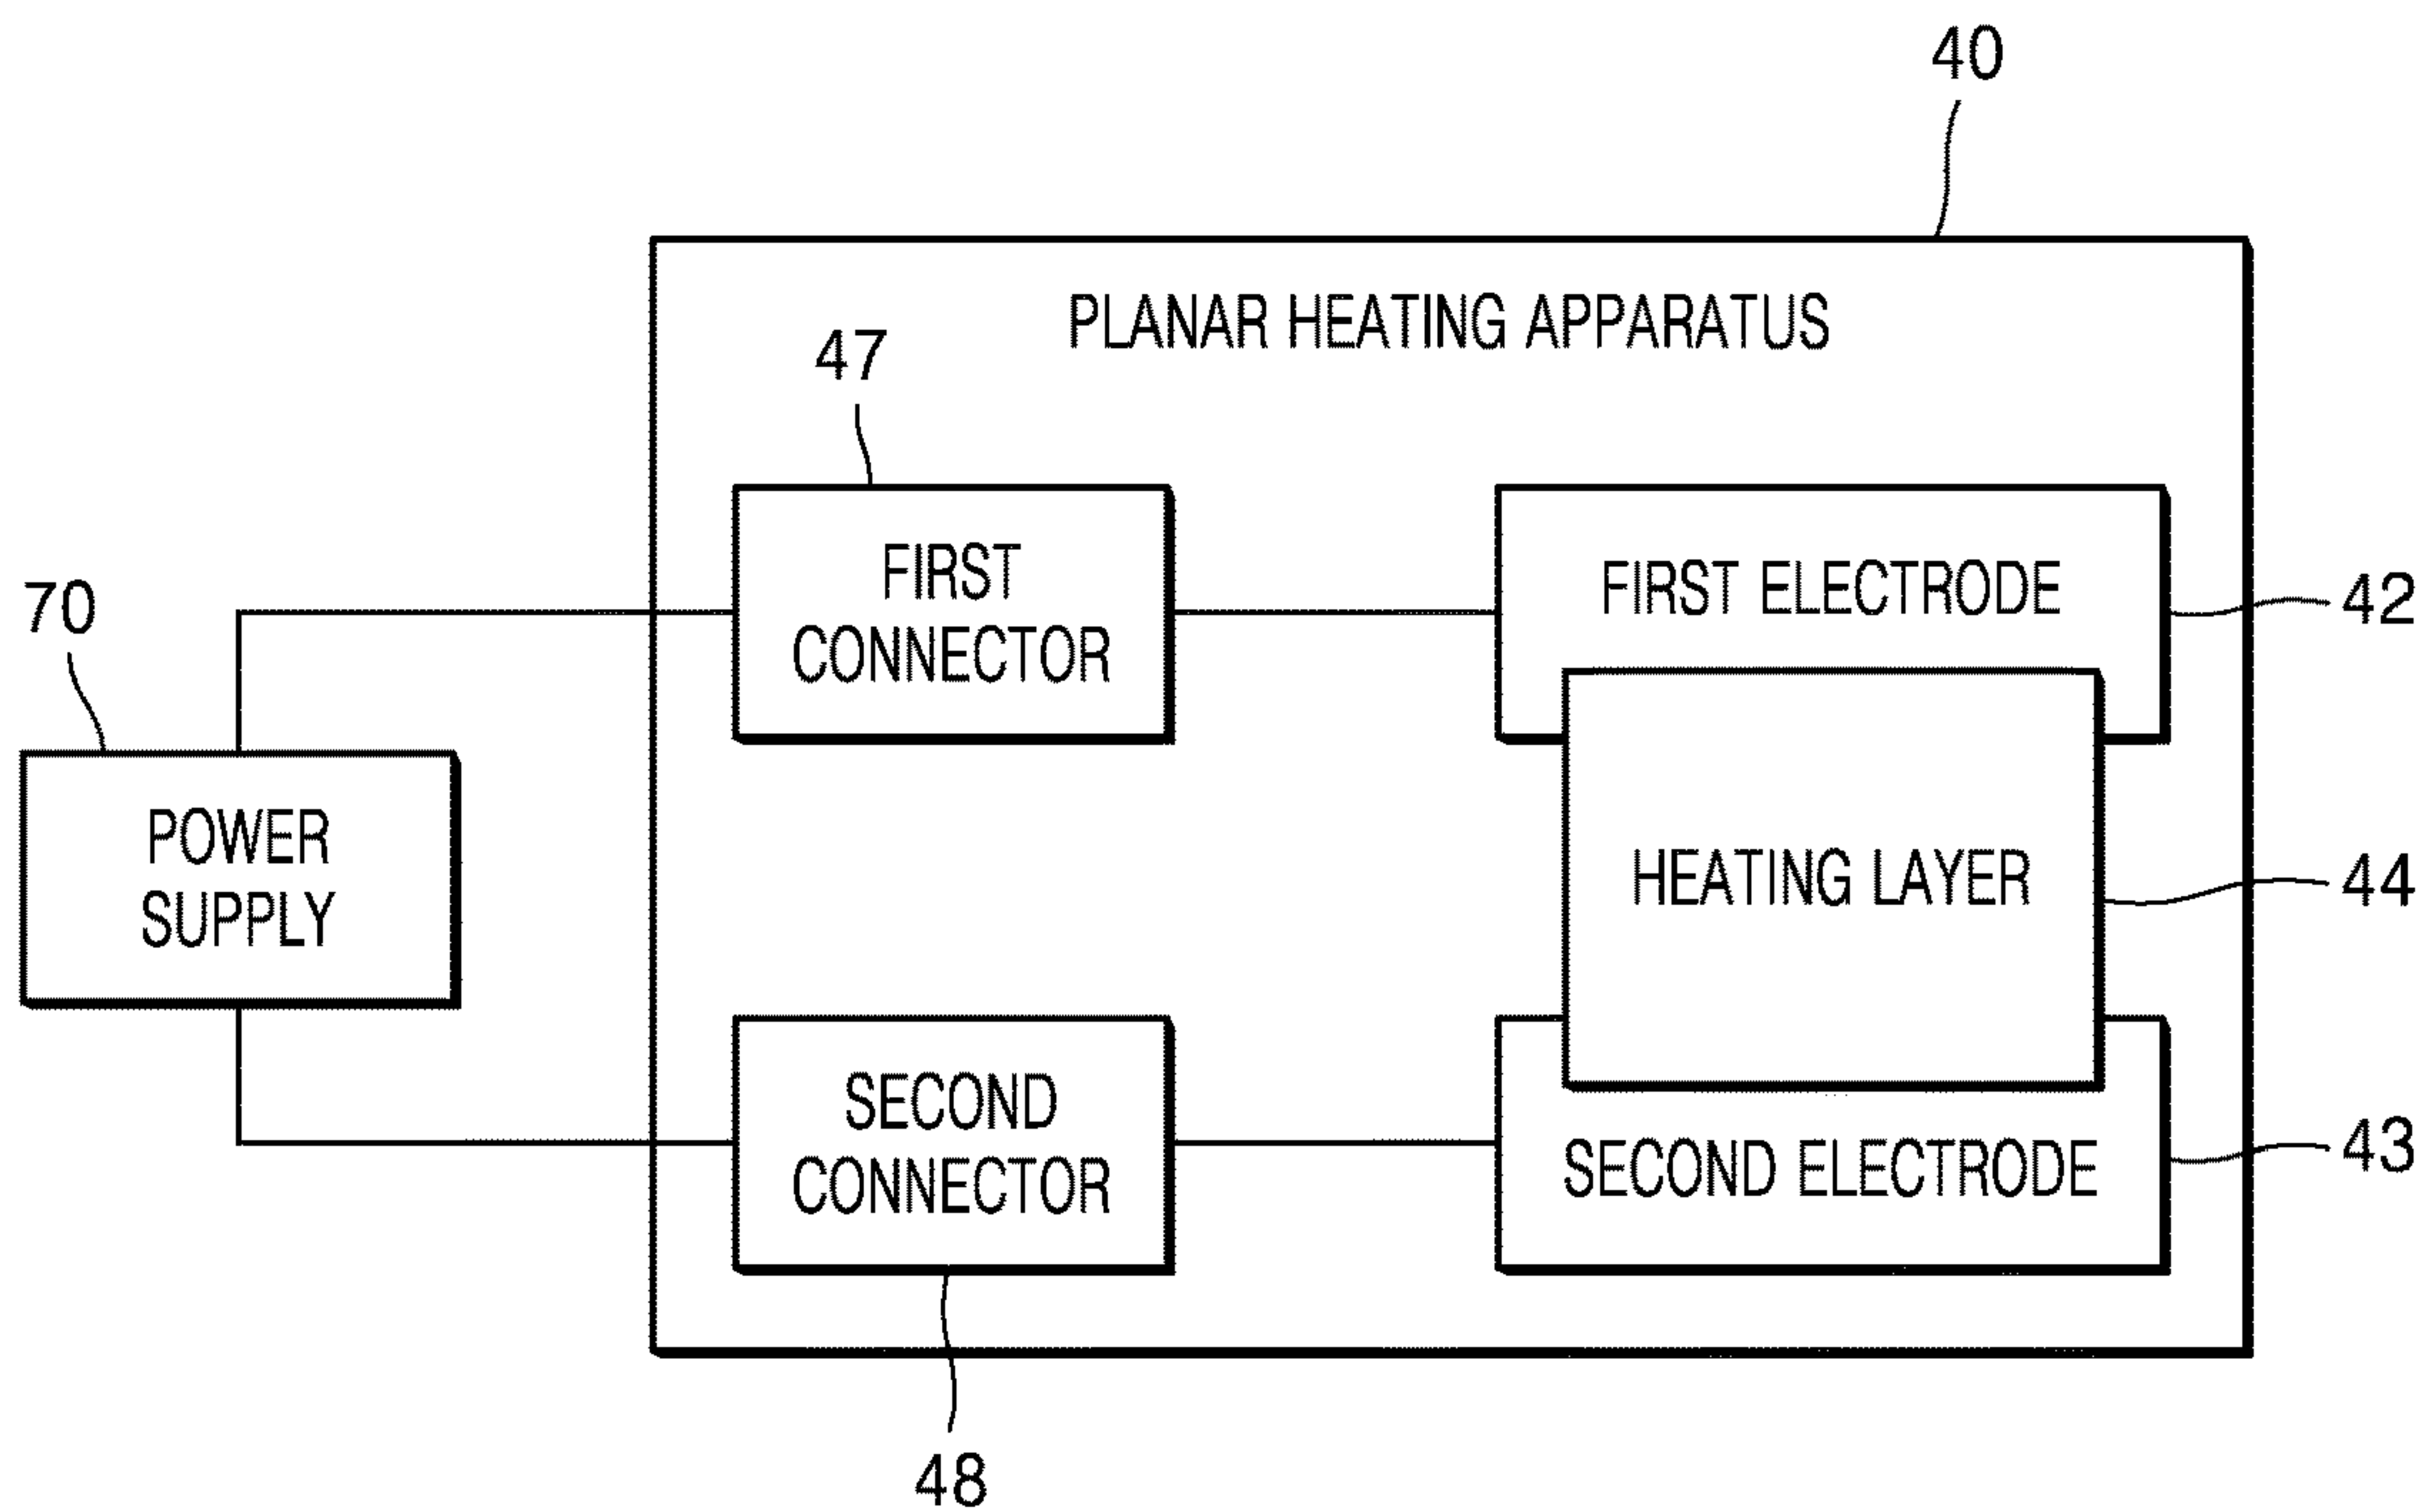 40
PLANAR HEATING APPARATUS
47
FIRST
CONNECTOR
FIRST ELECTRODE
42
70
POWER
SUPPLY
HEATING LAYER
44
SECOND
CONNECTOR
SECOND ELECTRODE
43
48